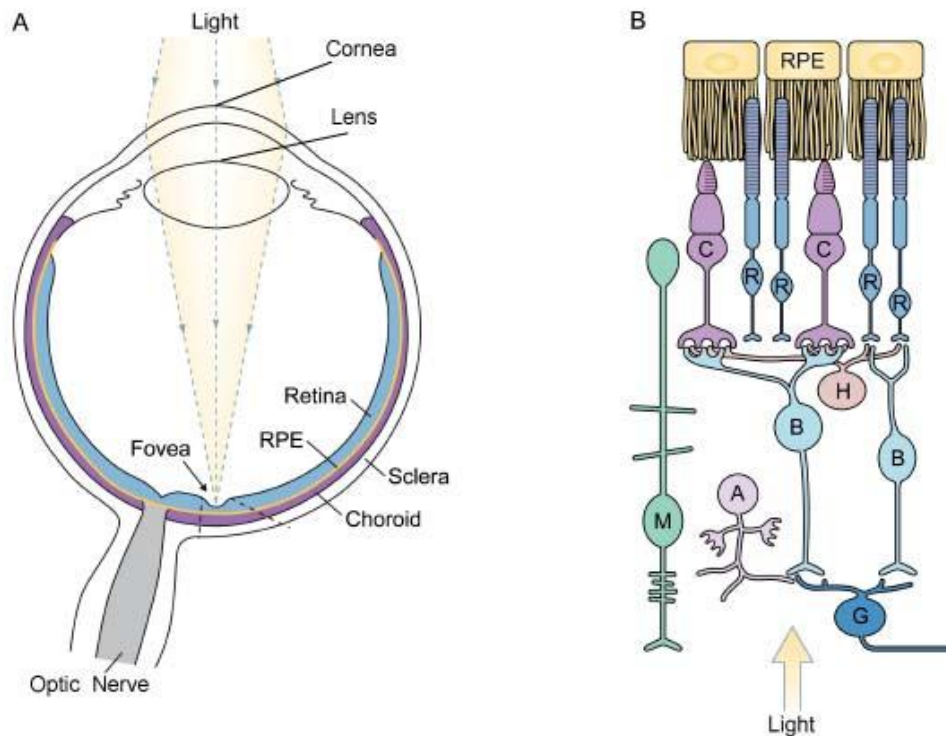 A
Light
Cornea
Lens
Retina
RPE
Fovea
Sclera
Choroid
Optic Nerve
B
RPE
C
C
R
R
R
R
H
B
B
A
M
G
Light